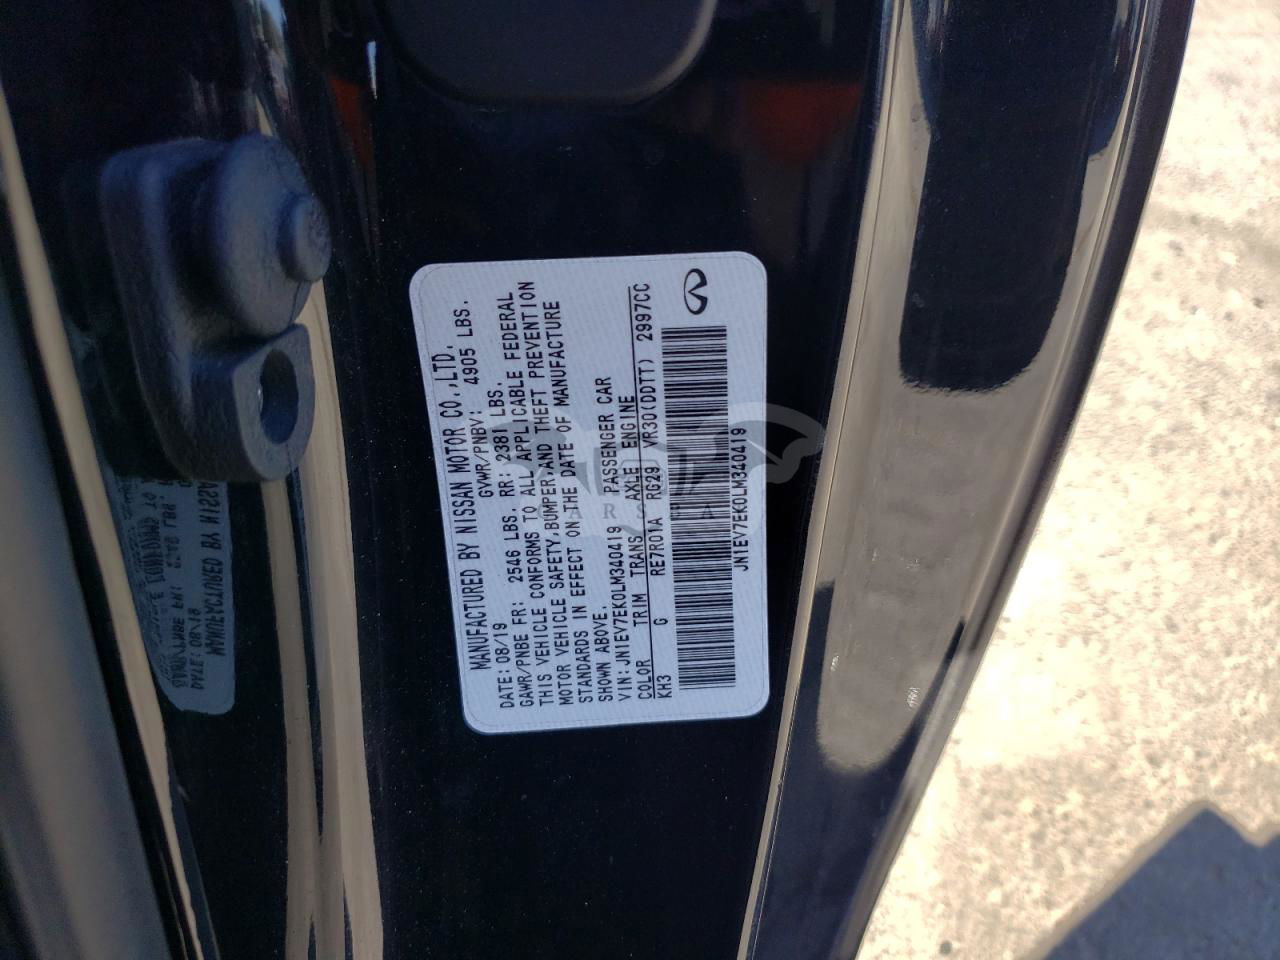 MANUFACTURED BY NISSAN MOTOR CO.,LTD.
DATE:08/19 GVWR/PNBV: 4905 LBS.
GAWR/PNBE FR: 2546 LBS. RR: 2381 LBS.
THIS VEHICLE CONFORMS TO ALL APPLICABLE FEDERAL
MOTOR VEHICLE SAFETY,BUMPER,AND THEFT PREVENTION
STANDARDS IN EFFECT ON THE DATE OF MANUFACTURE
SHOWN ABOVE.
VIN:JN1EV7EK0LM340419 PASSENGER CAR
COLOR TRIM TRANS AXLE ENGINE
KH3 G RE7R01A RG29 VR30(DDTT) 2997CC
JN1EV7EK0LM340419